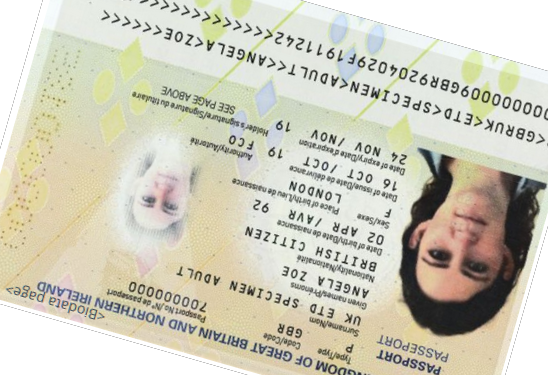 <Biodata page>
NGDOM OF GREAT BRITAIN AND NORTHERN IRELAND
PASSPORT
PASSEPORT
Type/Type
P
Code/Code
GBR
Passport No./Nº de passeport
700000000
Surname/Nom
UK ETD SPECIMEN ADULT
Given names/Prénoms
ANGELA ZOE
Nationality/Nationalité
BRITISH CITIZEN
Date of birth/Date de naissance
02 APR /AVR 92
Sex/Sexe
F
Place of birth/Lieu de naissance
LONDON
Date of issue/Date de délivrance
16 OCT /OCT 19
Authority/Autorité
FCO
Date of expiry/Date d'expiration
24 NOV / NOV 19
Holder's signature/Signature du titulaire
SEE PAGE ABOVE
<GBRUK<ETD<SPECIMEN<ADULT<<ANGELA<ZOE<<<<<